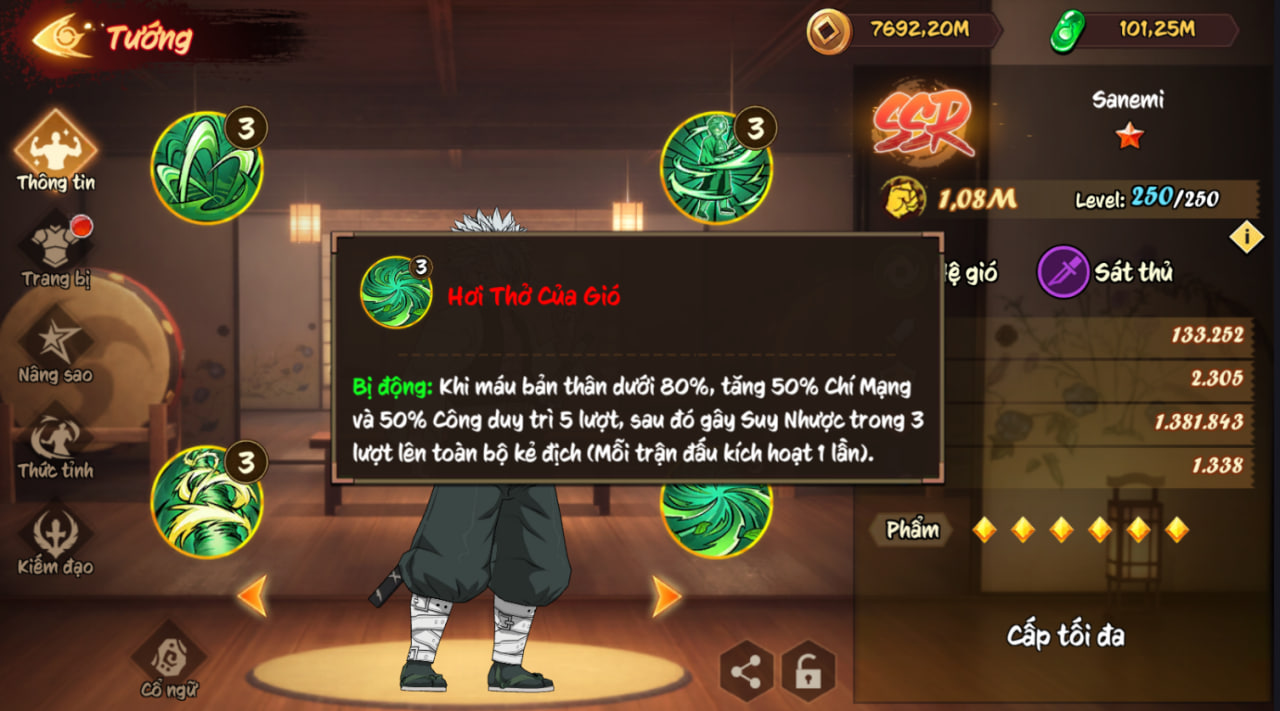 Tướng
7692,20M
101,25M
Thông tin
Trang bị
Nâng sao
Thức tỉnh
Kiếm đạo
Cổ ngữ
3
3
3
3
Hơi Thở Của Gió
Bị động: Khi máu bản thân dưới 80%, tăng 50% Chí Mạng
và 50% Công duy trì 5 lượt, sau đó gây Suy Nhược trong 3
lượt lên toàn bộ kẻ địch (Mỗi trận đấu kích hoạt 1 lần).
SSR
Sanemi
1,08M
Level: 250/250
ệ gió
Sát thủ
133.252
2.305
1.381.843
1.338
Phẩm
Cấp tối đa